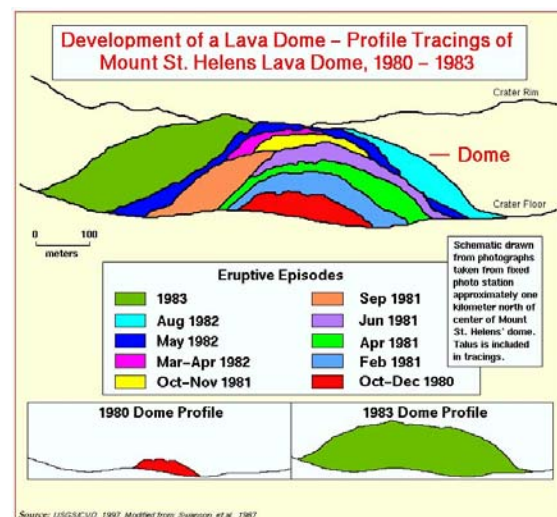 Development of a Lava Dome – Profile Tracings of
Mount St. Helens Lava Dome, 1980 – 1983
Crater Rim
Dome
Crater Floor
0 100
meters
Schematic drawn
from photographs
taken from fixed
photo station
approximately one
kilometer north of
center of Mount
St. Helens' dome.
Talus is included
in tracings.
Eruptive Episodes
1983
Aug 1982
May 1982
Mar–Apr 1982
Oct–Nov 1981
Sep 1981
Jun 1981
Apr 1981
Feb 1981
Oct–Dec 1980
1980 Dome Profile
1983 Dome Profile
Source: USGS/CVO, 1997, Modified from: Swanson, et.al., 1987